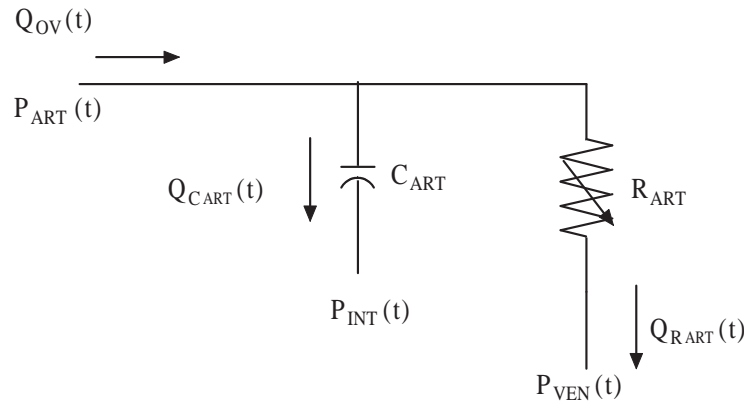 Q_OV(t)
P_ART(t)
Q_C ART(t)
C_ART
R_ART
P_INT(t)
Q_R ART(t)
P_VEN(t)